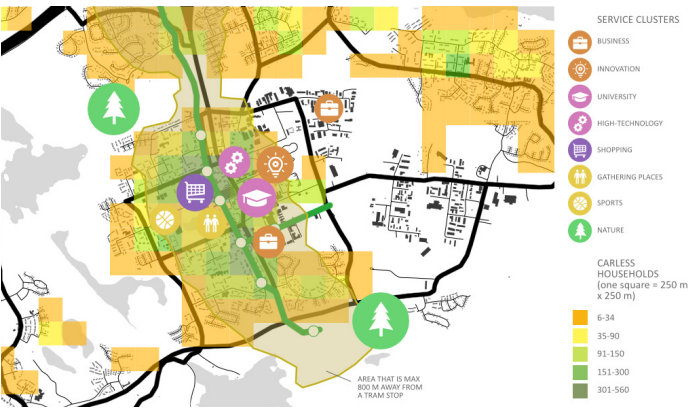 SERVICE CLUSTERS
BUSINESS
INNOVATION
UNIVERSITY
HIGH-TECHNOLOGY
SHOPPING
GATHERING PLACES
SPORTS
NATURE
CARLESS
HOUSEHOLDS
(one square = 250 m
x 250 m)
6-34
35-90
91-150
151-300
301-560
AREA THAT IS MAX
800 M AWAY FROM
A TRAM STOP